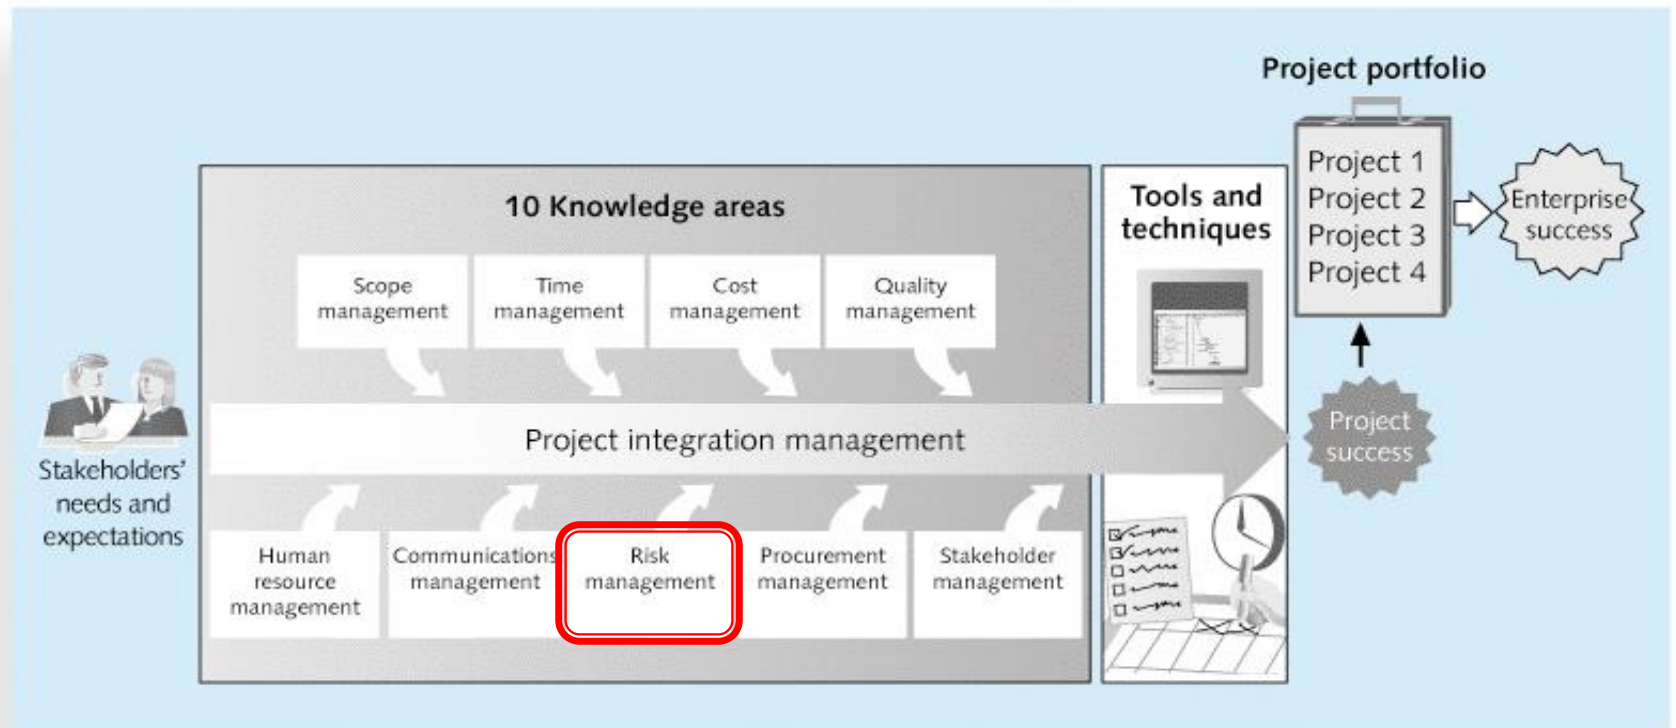 Project portfolio
Project 1
Project 2
Project 3
Project 4
Enterprise
success
10 Knowledge areas
Tools and
techniques
Scope
management
Time
management
Cost
management
Quality
management
Project integration management
Project
success
Stakeholders'
needs and
expectations
Human
resource
management
Communications
management
Risk
management
Procurement
management
Stakeholder
management